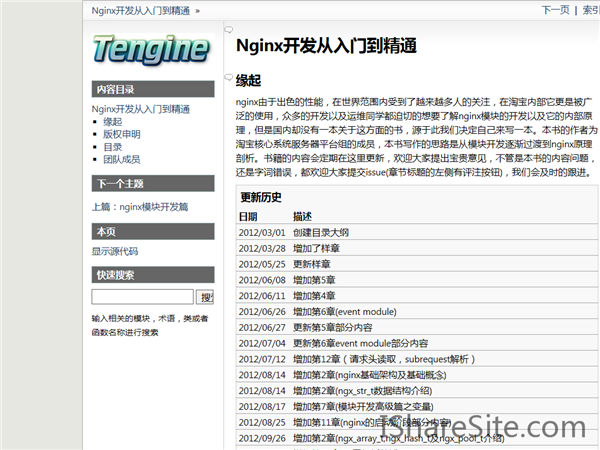 Nginx开发从入门到精通 »
下一页 | 索引
Tengine
内容目录
Nginx开发从入门到精通
缘起
版权申明
目录
团队成员
下一个主题
上篇：nginx模块开发篇
本页
显示源代码
快速搜索
输入相关的模块，术语，类或者
函数名称进行搜索
Nginx开发从入门到精通
缘起
nginx由于出色的性能，在世界范围内受到了越来越多人的关注，在淘宝内部它更是被广
泛的使用，众多的开发以及运维同学都迫切的想要了解nginx模块的开发以及它的内部原
理，但是国内却没有一本关于这方面的书，源于此我们决定自己来写一本。本书的作者为
淘宝核心系统服务器平台组的成员，本书写作的思路是从模块开发逐渐过渡到nginx原理
剖析。书籍的内容会定期在这里更新，欢迎大家提出宝贵意见，不管是本书的内容问题，
还是字词错误，都欢迎大家提交issue(章节标题的左侧有评注按钮)，我们会及时的跟进。
更新历史
日期 描述
2012/03/01 创建目录大纲
2012/03/28 增加了样章
2012/05/25 更新样章
2012/06/08 增加第5章
2012/06/11 增加第4章
2012/06/26 增加第6章(event module)
2012/06/27 更新第5章部分内容
2012/07/04 更新第6章event module部分内容
2012/07/12 增加第12章（请求头读取，subrequest解析）
2012/08/14 增加第2章(nginx基础架构及基础概念)
2012/08/14 增加第2章(ngx_str_t数据结构介绍)
2012/08/17 增加第7章(模块开发高级篇之变量)
2012/08/25 增加第11章(nginx的启动阶段部分内容)
2012/09/26 增加第2章(ngx_array_t,ngx_hash_t及ngx_pool_t介绍)
ishareSite.com